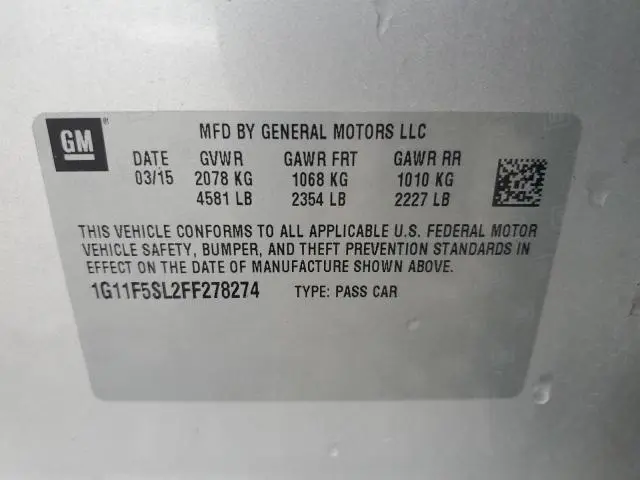 GM ®
MFD BY GENERAL MOTORS LLC
DATE GVWR GAWR FRT GAWR RR
03/15 2078 KG 1068 KG 1010 KG
4581 LB 2354 LB 2227 LB
THIS VEHICLE CONFORMS TO ALL APPLICABLE U.S. FEDERAL MOTOR
VEHICLE SAFETY, BUMPER, AND THEFT PREVENTION STANDARDS IN
EFFECT ON THE DATE OF MANUFACTURE SHOWN ABOVE.
1G11F5SL2FF278274 TYPE: PASS CAR